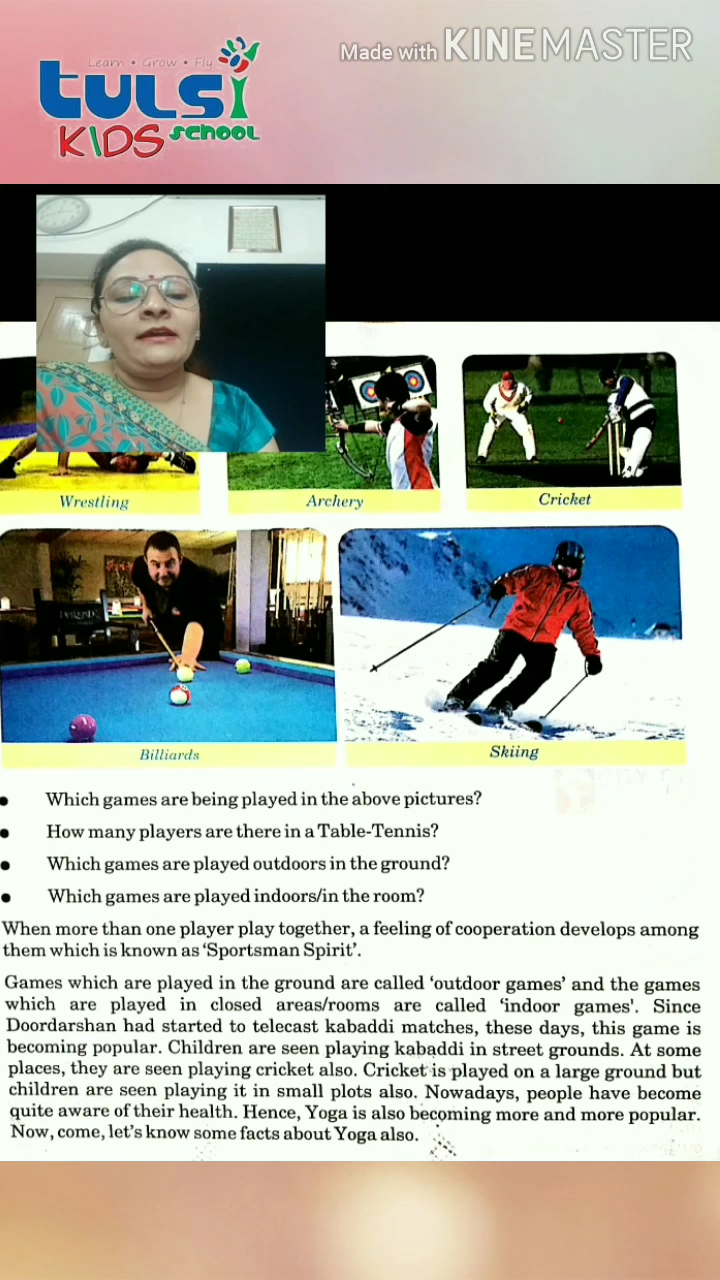 Learn • Grow • Fly
Made with KINEMASTER
tulsi
KIDS SCHOOL
Wrestling
Archery
Cricket
Billiards
Skiing
• Which games are being played in the above pictures?
• How many players are there in a Table-Tennis?
• Which games are played outdoors in the ground?
• Which games are played indoors/in the room?
When more than one player play together, a feeling of cooperation develops among
them which is known as 'Sportsman Spirit'.
Games which are played in the ground are called 'outdoor games' and the games
which are played in closed areas/rooms are called 'indoor games'. Since
Doordarshan had started to telecast kabaddi matches, these days, this game is
becoming popular. Children are seen playing kabaddi in street grounds. At some
places, they are seen playing cricket also. Cricket is played on a large ground but
children are seen playing it in small plots also. Nowadays, people have become
quite aware of their health. Hence, Yoga is also becoming more and more popular.
Now, come, let's know some facts about Yoga also.